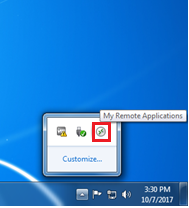 My Remote Applications
Customize...
3:30 PM
10/7/2017